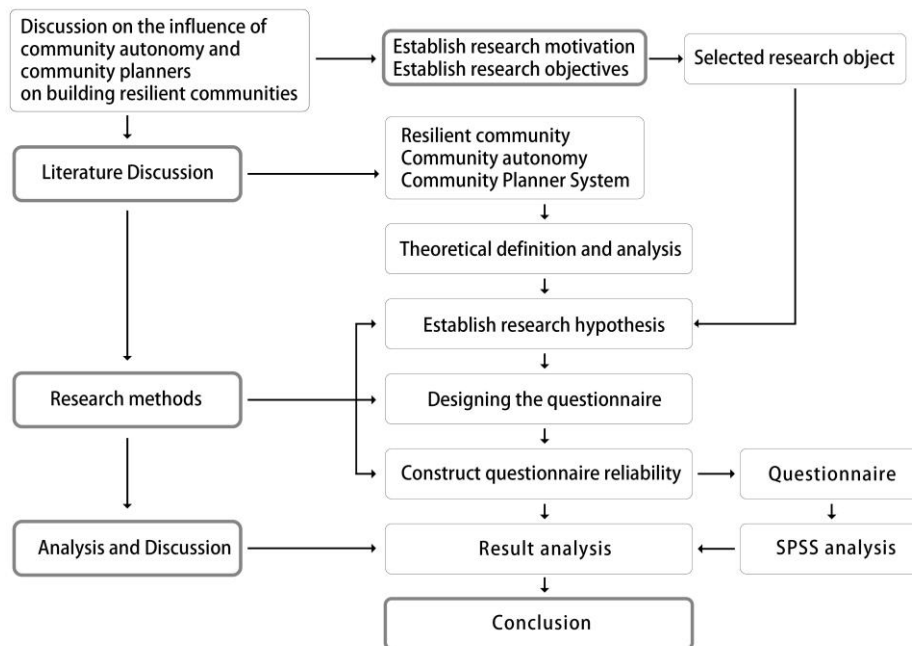 Discussion on the influence of
community autonomy and
community planners
on building resilient communities
Establish research motivation
Establish research objectives
Selected research object
Literature Discussion
Resilient community
Community autonomy
Community Planner System
Theoretical definition and analysis
Establish research hypothesis
Research methods
Designing the questionnaire
Construct questionnaire reliability
Questionnaire
Analysis and Discussion
Result analysis
SPSS analysis
Conclusion